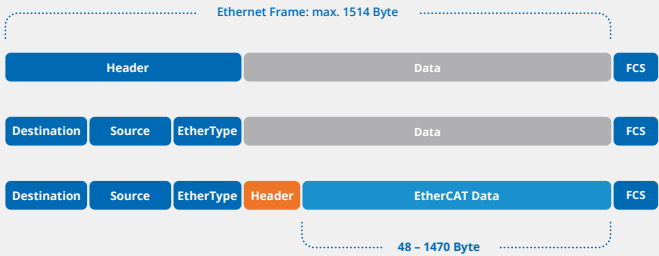 Ethernet Frame: max. 1514 Byte
Header Data FCS
Destination Source EtherType Data FCS
Destination Source EtherType Header EtherCAT Data FCS
48 – 1470 Byte